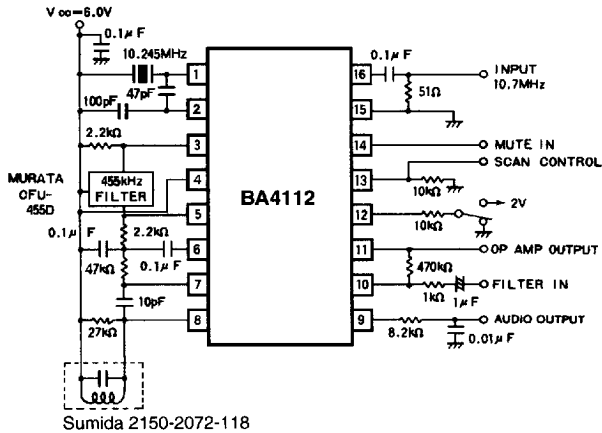 Vcc=6.0V
0.1μF
10.245MHz
47pF
100pF
2.2kΩ
MURATA
CFU-
455D
455kHz
FILTER
0.1μF
2.2kΩ
47kΩ
0.1μF
10pF
27kΩ
Sumida 2150-2072-118
1
2
3
4
5
6
7
8
BA4112
16
15
14
13
12
11
10
9
0.1μF
INPUT
10.7MHz
51Ω
MUTE IN
SCAN CONTROL
10kΩ
2V
10kΩ
OP AMP OUTPUT
470kΩ
FILTER IN
1kΩ
1μF
AUDIO OUTPUT
8.2kΩ
0.01μF